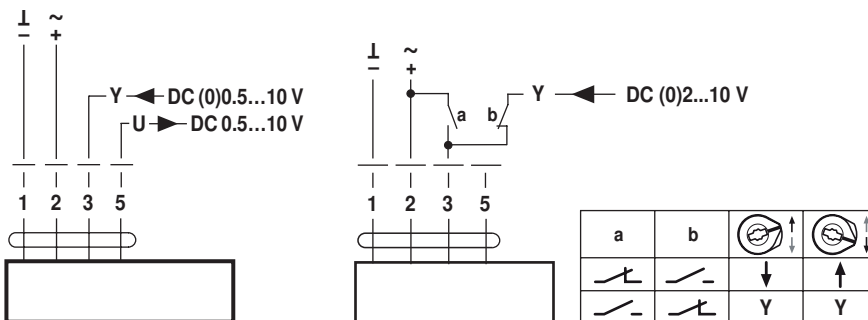 ⊥ ~
– +
Y DC (0)0.5...10 V
U DC 0.5...10 V
1 2 3 5
⊥ ~
– +
a b Y DC (0)2...10 V
1 2 3 5
a b
Y Y